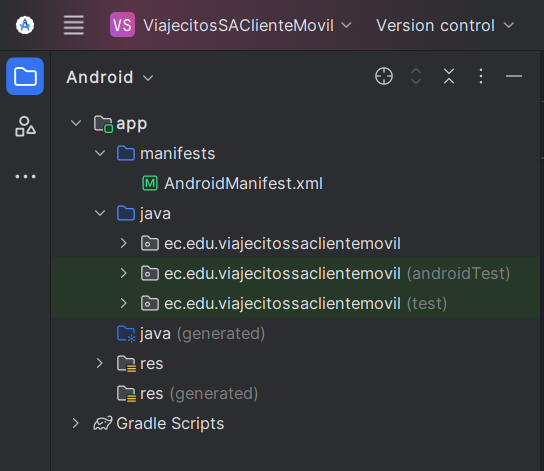 VS ViajecitosSAClienteMovil Version control
Android
app
manifests
M AndroidManifest.xml
java
ec.edu.viajecitossaclientemovil
ec.edu.viajecitossaclientemovil (androidTest)
ec.edu.viajecitossaclientemovil (test)
java (generated)
res
res (generated)
Gradle Scripts